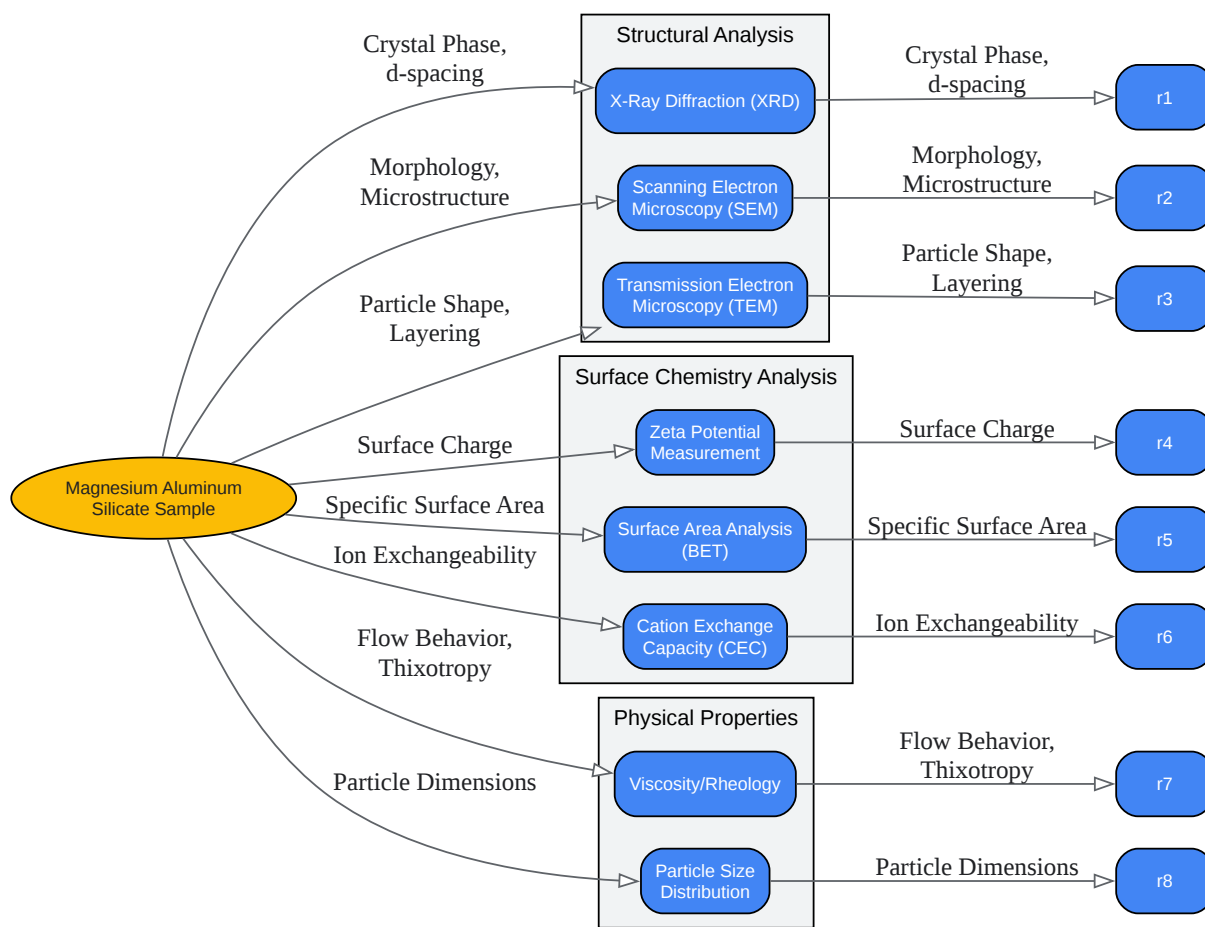 Structural Analysis
Crystal Phase,
d-spacing
X-Ray Diffraction (XRD)
Crystal Phase,
d-spacing
r1
Morphology,
Microstructure
Scanning Electron
Microscopy (SEM)
Morphology,
Microstructure
r2
Particle Shape,
Layering
Transmission Electron
Microscopy (TEM)
Particle Shape,
Layering
r3
Surface Chemistry Analysis
Surface Charge
Zeta Potential
Measurement
Surface Charge
r4
Magnesium Aluminum
Silicate Sample
Specific Surface Area
Surface Area Analysis
(BET)
Specific Surface Area
r5
Ion Exchangeability
Cation Exchange
Capacity (CEC)
Ion Exchangeability
r6
Physical Properties
Flow Behavior,
Thixotropy
Viscosity/Rheology
Flow Behavior,
Thixotropy
r7
Particle Dimensions
Particle Size
Distribution
Particle Dimensions
r8